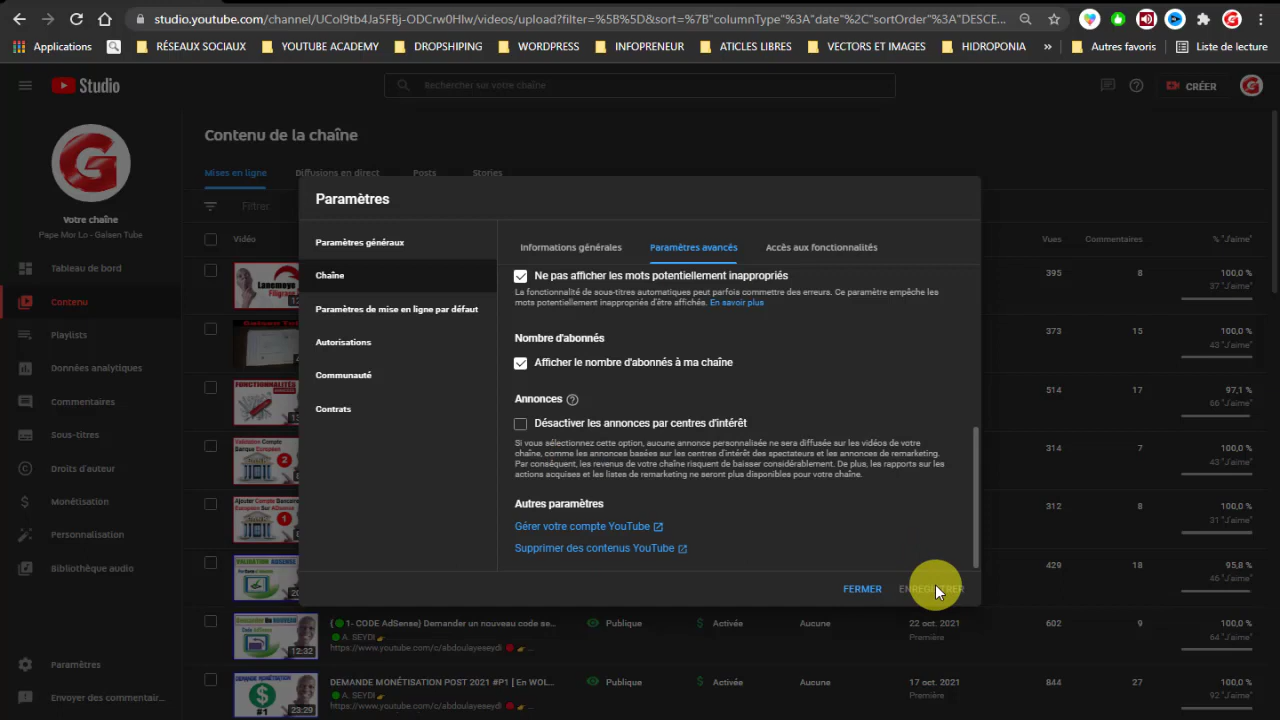 studio.youtube.com/channel/UCol9tb4Ja5FBj-ODCrw0Hlw/videos/upload?filter=%5B%5D&sort=%7B"columnType"%3A"date"%2C"sortOrder"%3A"DESCE...
Applications
RÉSEAUX SOCIAUX
YOUTUBE ACADEMY
DROPSHIPING
WORDPRESS
INFOPRENEUR
ATICLES LIBRES
VECTORS ET IMAGES
HIDROPONIA
»
Autres favoris
Liste de lecture
Studio
Rechercher sur votre chaîne
CRÉER
Contenu de la chaîne
Mises en ligne
Diffusions en direct
Posts
Stories
Filtrer
Votre chaîne
Pape Mor Lo - Galsen Tube
Tableau de bord
Contenu
Playlists
Données analytiques
Commentaires
Sous-titres
Droits d'auteur
Monétisation
Personnalisation
Bibliothèque audio
Paramètres
Envoyer des commentair...
Vidéo
Vues
Commentaires
% "J'aime"
Paramètres
Paramètres généraux
Chaîne
Paramètres de mise en ligne par défaut
Autorisations
Communauté
Contrats
Informations générales
Paramètres avancés
Accès aux fonctionnalités
Ne pas afficher les mots potentiellement inappropriés
La fonctionnalité de sous-titres automatiques peut parfois commettre des erreurs. Ce paramètre empêche les
mots potentiellement inappropriés d'être affichés. En savoir plus
Nombre d'abonnés
Afficher le nombre d'abonnés à ma chaîne
Annonces
Désactiver les annonces par centres d'intérêt
Si vous sélectionnez cette option, aucune annonce personnalisée ne sera diffusée sur les vidéos de votre
chaîne, comme les annonces basées sur les centres d'intérêt des spectateurs et les annonces de remarketing.
Par conséquent, les revenus de votre chaîne risquent de baisser considérablement. De plus, les rapports sur les
actions acquises et les listes de remarketing ne seront plus disponibles pour votre chaîne.
Autres paramètres
Gérer votre compte YouTube
Supprimer des contenus YouTube
FERMER
ENREGISTRER
395 8 100,0 %
37 "J'aime"
373 15 100,0 %
43 "J'aime"
514 17 97,1 %
66 "J'aime"
314 7 100,0 %
43 "J'aime"
312 8 100,0 %
31 "J'aime"
429 18 95,8 %
46 "J'aime"
12:32
{ 1- CODE AdSense} Demander un nouveau code se...
A. SEYDI
https://www.youtube.com/c/abdoulayeseydi ...
Publique
Activée
Aucune
22 oct. 2021
Première
602 9 100,0 %
64 "J'aime"
DEMANDE MONÉTISATION
#1
23:29
DEMANDE MONÉTISATION POST 2021 #P1 | En WOL...
A. SEYDI
https://www.youtube.com/c/abdoulayeseydi ...
Publique
Activée
Aucune
17 oct. 2021
Première
844 27 100,0 %
92 "J'aime"